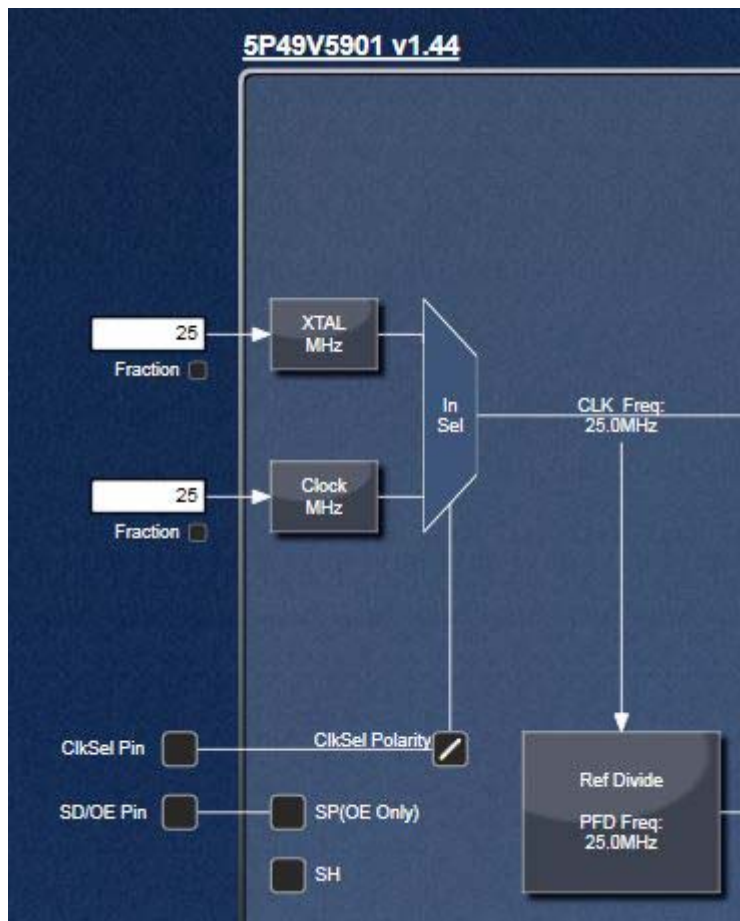 5P49V5901 v1.44
25
XTAL
MHz
Fraction
In
Sel
CLK Freq:
25.0MHz
25
Clock
MHz
Fraction
ClkSel Pin
ClkSel Polarity
SD/OE Pin
SP(OE Only)
SH
Ref Divide
PFD Freq:
25.0MHz